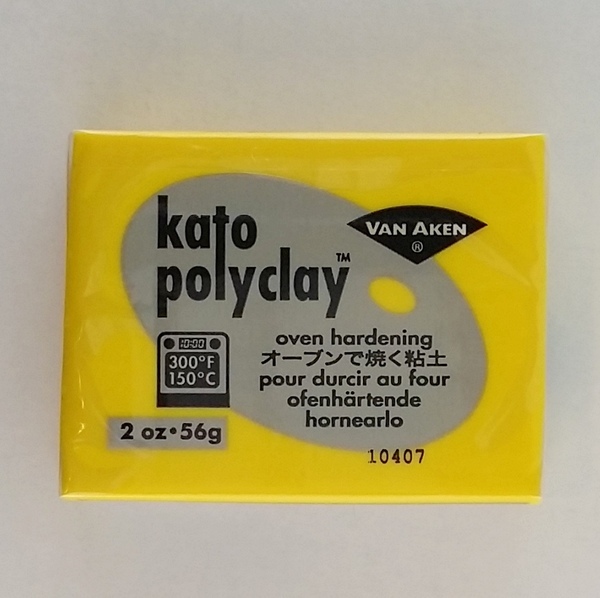 kato
polyclay™
VAN AKEN
®
10:00
300°F
150°C
oven hardening
オーブンで焼く粘土
pour durcir au four
ofenhärtende
hornearlo
2 oz•56g
10407